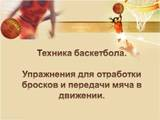 Техника баскетбола.
Упражнения для отработки
бросков и передачи мяча в
движении.